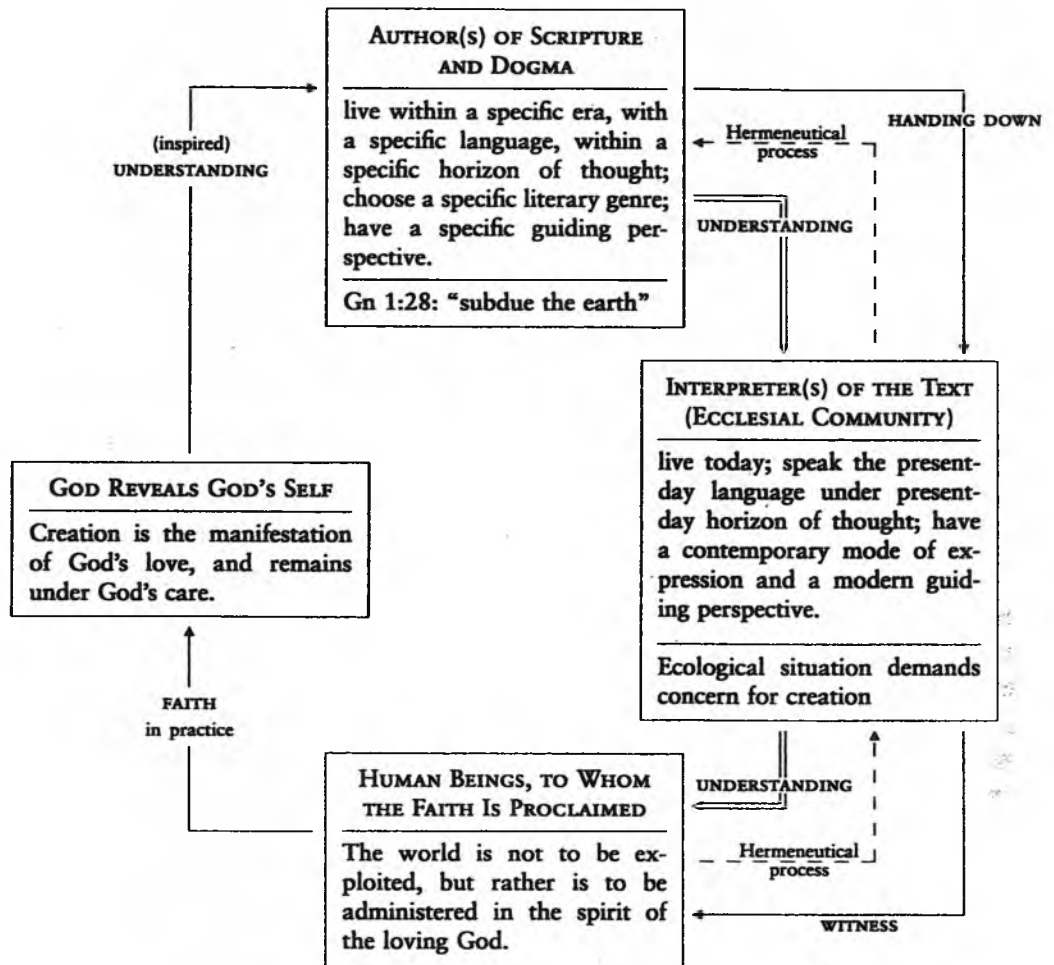 AUTHOR(S) OF SCRIPTURE
AND DOGMA
live within a specific era, with
a specific language, within a
specific horizon of thought;
choose a specific literary genre;
have a specific guiding per-
spective.
Gn 1:28: “subdue the earth”
(inspired)
UNDERSTANDING
HANDING DOWN
Hermeneutical
process
UNDERSTANDING
INTERPRETER(S) OF THE TEXT
(ECCLESIAL COMMUNITY)
live today; speak the present-
day language under present-
day horizon of thought; have
a contemporary mode of ex-
pression and a modern guid-
ing perspective.
Ecological situation demands
concern for creation
GOD REVEALS GOD'S SELF
Creation is the manifestation
of God's love, and remains
under God's care.
FAITH
in practice
HUMAN BEINGS, TO WHOM
THE FAITH IS PROCLAIMED
The world is not to be ex-
ploited, but rather is to be
administered in the spirit of
the loving God.
UNDERSTANDING
Hermeneutical
process
WITNESS